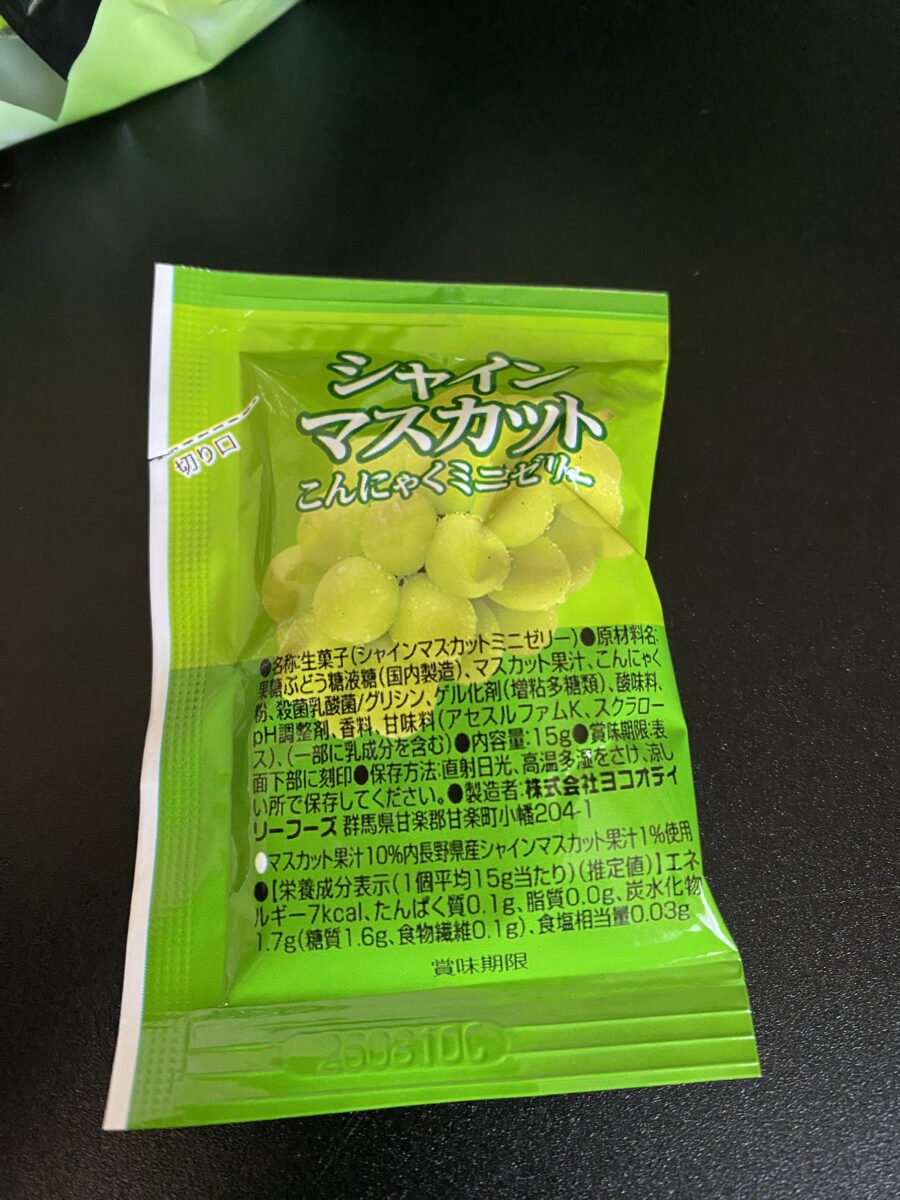 シャイン
マスカット
こんにゃくミニゼリー
切り口
●名称:生菓子(シャインマスカットミニゼリー)●原材料名:
果糖ぶどう糖液糖(国内製造)、マスカット果汁、こんにゃく
粉、殺菌乳酸菌/グリシン、ゲル化剤(増粘多糖類)、酸味料、
pH調整剤、香料、甘味料(アセスルファムK、スクラロー
ス)、(一部に乳成分を含む)●内容量:15g●賞味期限:表
面下部に刻印●保存方法:直射日光、高温多湿をさけ、涼し
い所で保存してください。●製造者:株式会社ヨコオデイ
リーフーズ 群馬県甘楽郡甘楽町小幡204-1
●マスカット果汁10%内長野県産シャインマスカット果汁1%使用
●【栄養成分表示(1個平均15g当たり)(推定値)】エネ
ルギー7kcal、たんぱく質0.1g、脂質0.0g、炭水化物
1.7g(糖質1.6g、食物繊維0.1g)、食塩相当量0.03g
賞味期限